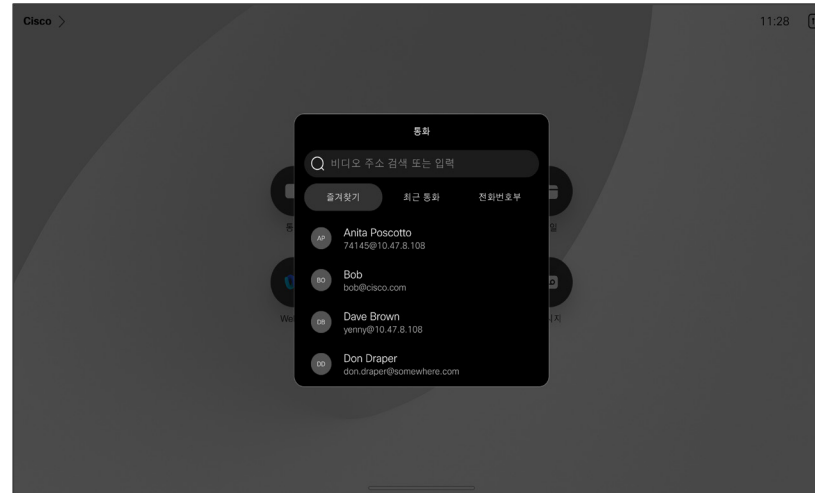 Cisco
11:28
통화
비디오 주소 검색 또는 입력
즐겨찾기
최근 통화
전화번호부
AP
Anita Poscotto
74145@10.47.8.108
BO
Bob
bob@cisco.com
DB
Dave Brown
yenny@10.47.8.108
DD
Don Draper
don.draper@somewhere.com